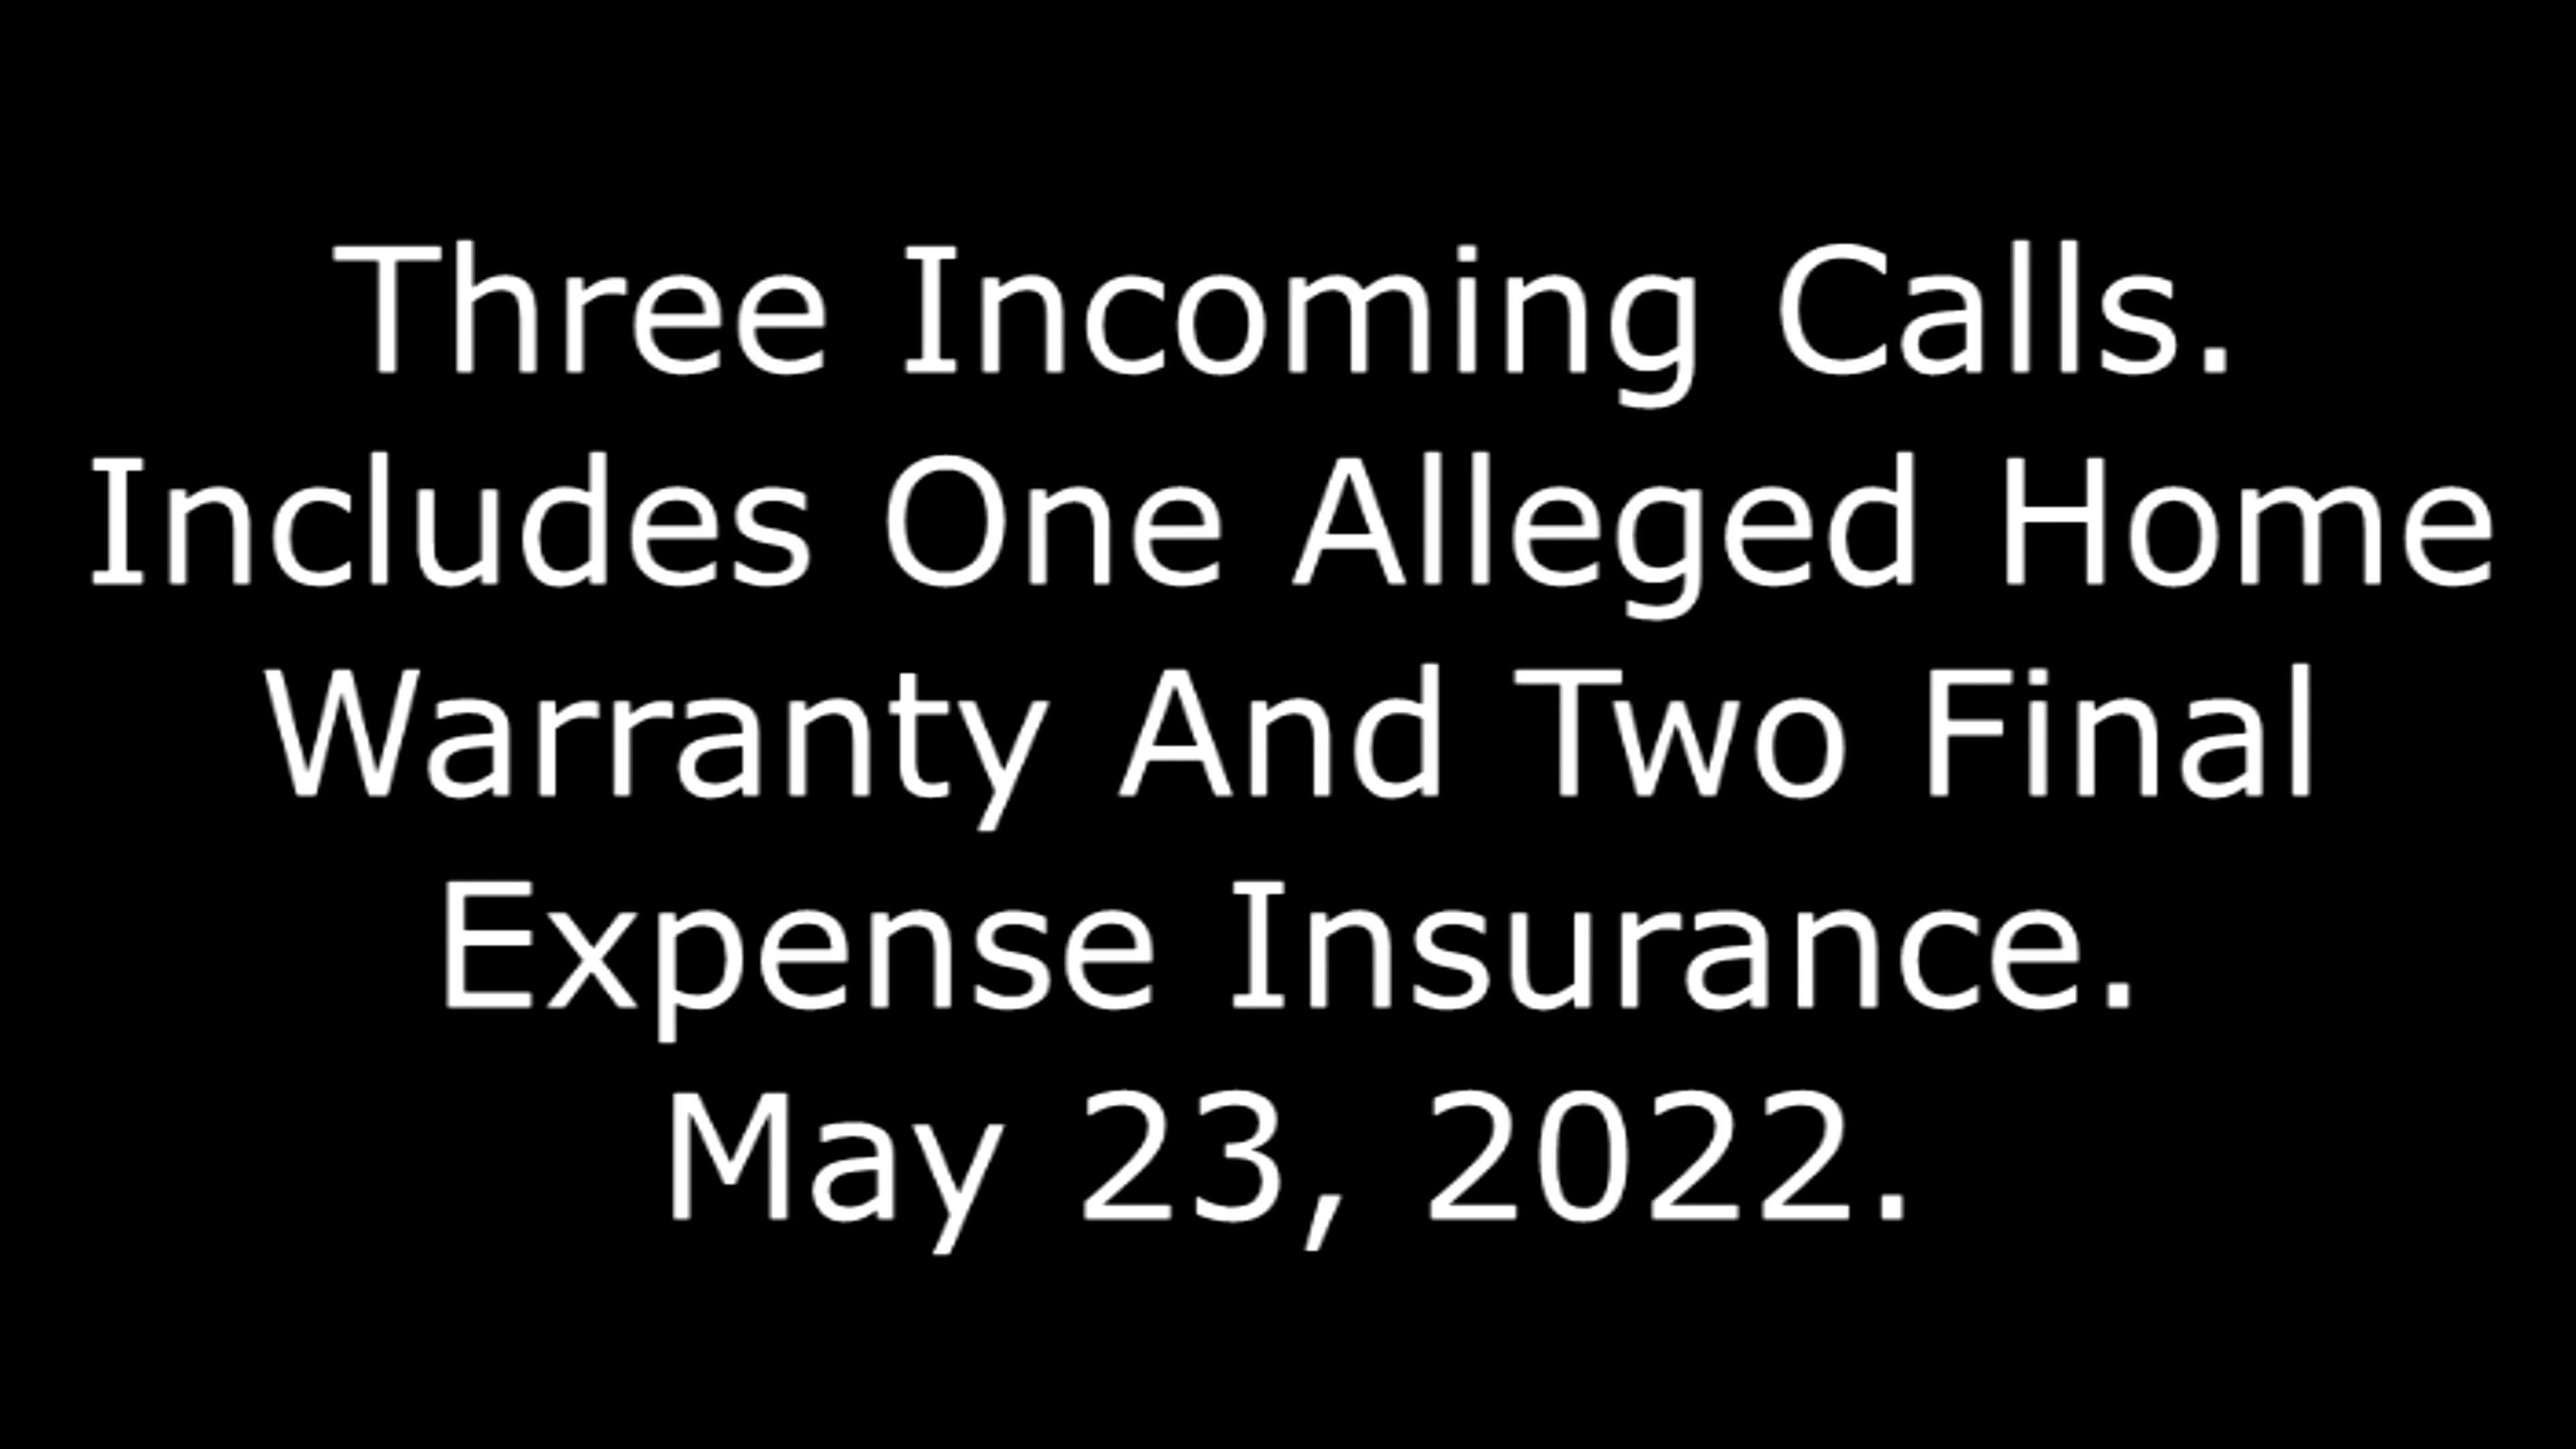 Three Incoming Calls.
Includes One Alleged Home
Warranty And Two Final
Expense Insurance.
May 23, 2022.